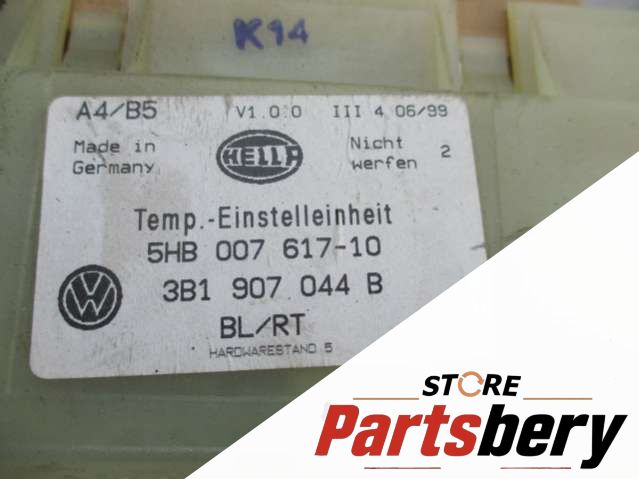 K14
A4/B5 V1.0.0 III 4 06/99
Made in Germany
HELLA
Nicht werfen 2
Temp.-Einstelleinheit
5HB 007 617-10
VW
3B1 907 044 B
BL/RT
HARDWARESTAND 5
STORE
Partsbery